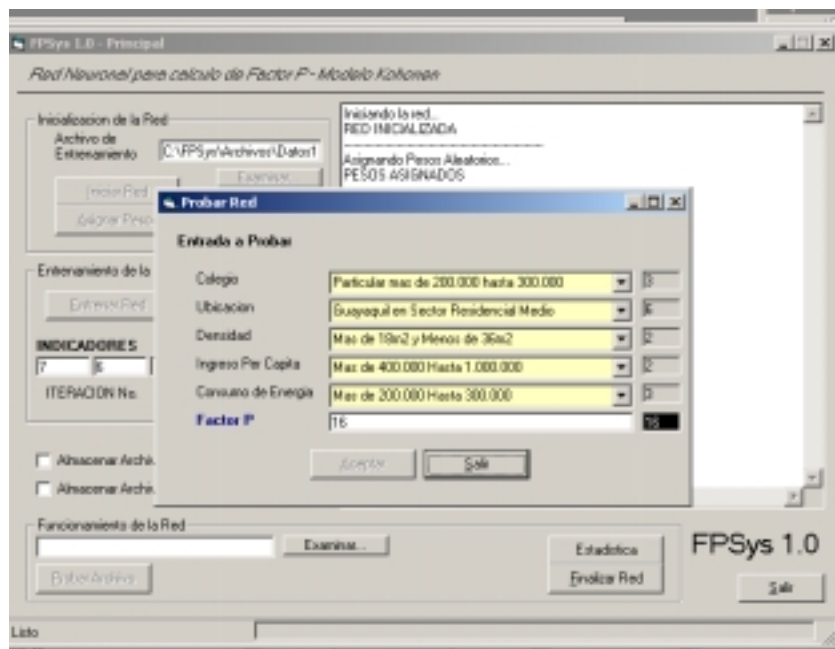 FPSys 1.0 - Principal
Red Neuronal para calculo de Factor P - Modelo Kohonen
Inicializacion de la Red
Archivo de
Entrenamiento
C:\FPSys\Archivos\Datos1
Examinar...
Iniciar Red
Asignar Peso
Iniciando la red...
RED INICIALIZADA
Asignando Pesos Aleatorios...
PESOS ASIGNADOS
Entrenamiento de la
Entrenar Red
INDICADORES
7 6
ITERACION No.
Almacenar Archi.
Almacenar Archi.
Probar Red
Entrada a Probar
Colegio Particular mas de 200.000 hasta 300.000 3
Ubicacion Guayaquil en Sector Residencial Medio 6
Densidad Mas de 18m2 y Menos de 36m2 2
Ingreso Per Capita Mas de 400.000 Hasta 1.000.000 2
Consumo de Energia Mas de 200.000 Hasta 300.000 3
Factor P 16 16
Aceptar Salir
Funcionamiento de la Red
Examinar...
Probar Archivo
Estadistica
Finalizar Red
FPSys 1.0
Salir
Listo